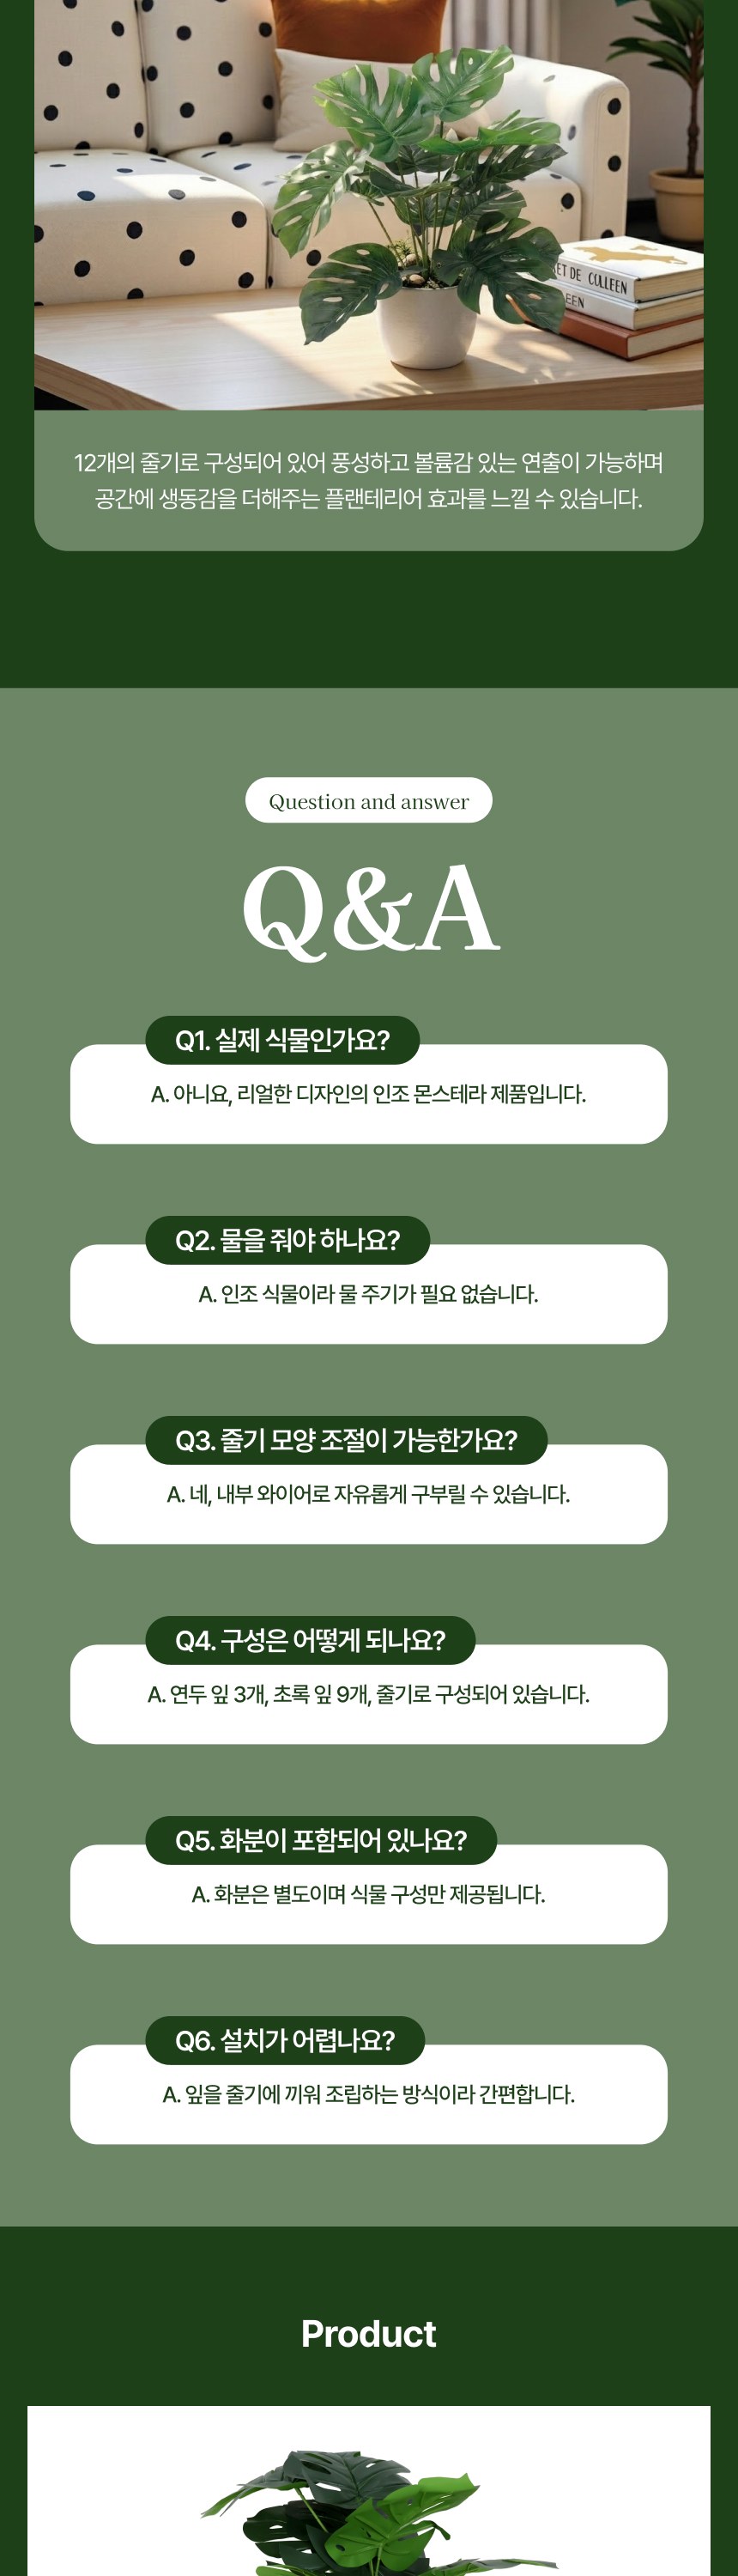 ET DE COLLEEN
EEN
12개의 줄기로 구성되어 있어 풍성하고 볼륨감 있는 연출이 가능하며
공간에 생동감을 더해주는 플랜테리어 효과를 느낄 수 있습니다.
Question and answer
Q&A
Q1. 실제 식물인가요?
A. 아니요, 리얼한 디자인의 인조 몬스테라 제품입니다.
Q2. 물을 줘야 하나요?
A. 인조 식물이라 물 주기가 필요 없습니다.
Q3. 줄기 모양 조절이 가능한가요?
A. 네, 내부 와이어로 자유롭게 구부릴 수 있습니다.
Q4. 구성은 어떻게 되나요?
A. 연두 잎 3개, 초록 잎 9개, 줄기로 구성되어 있습니다.
Q5. 화분이 포함되어 있나요?
A. 화분은 별도이며 식물 구성만 제공됩니다.
Q6. 설치가 어렵나요?
A. 잎을 줄기에 끼워 조립하는 방식이라 간편합니다.
Product